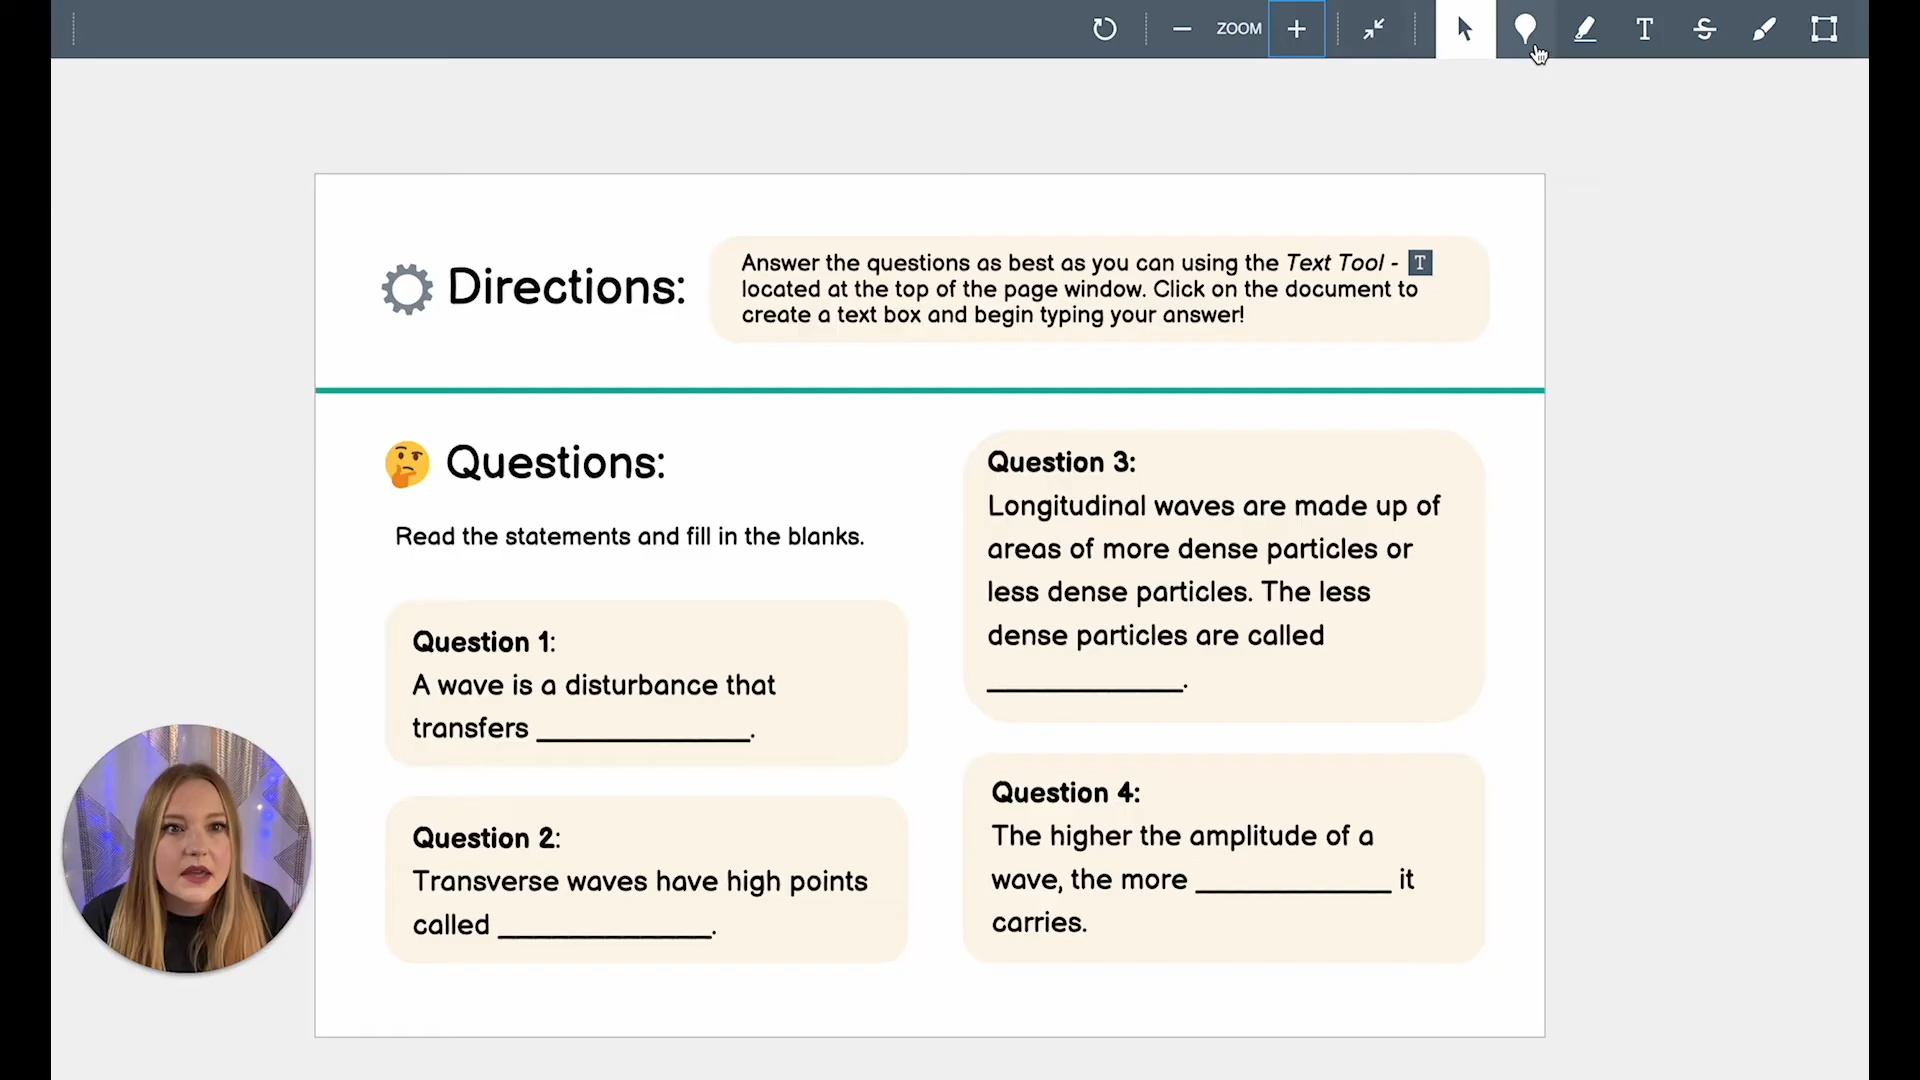 ZOOM
Directions:
Answer the questions as best as you can using the Text Tool - T
located at the top of the page window. Click on the document to
create a text box and begin typing your answer!
Questions:
Read the statements and fill in the blanks.
Question 1:
A wave is a disturbance that
transfers _______________.
Question 2:
Transverse waves have high points
called _______________.
Question 3:
Longitudinal waves are made up of
areas of more dense particles or
less dense particles. The less
dense particles are called
______________.
Question 4:
The higher the amplitude of a
wave, the more ______________ it
carries.